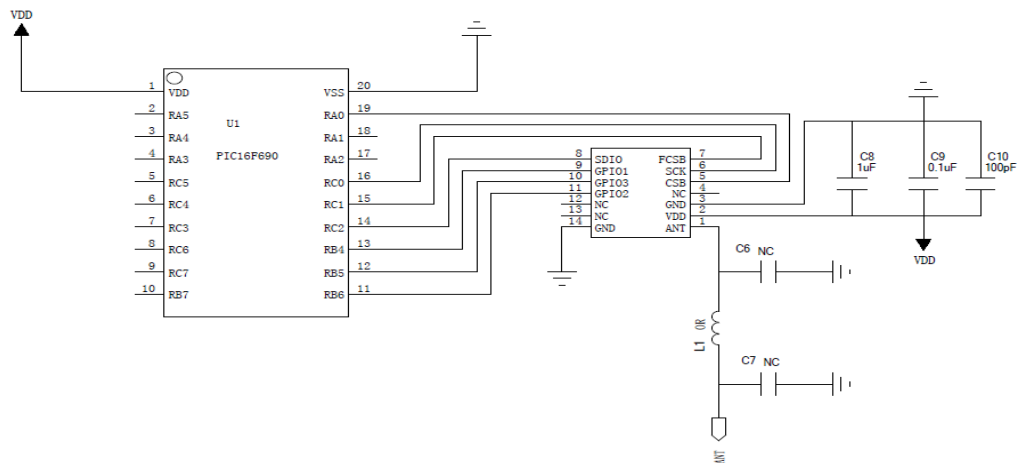 VDD
1 VDD VSS 20
2 RA5 RA0 19
U1
3 RA4 RA1 18
PIC16F690
4 RA3 RA2 17
5 RC5 RC0 16
6 RC4 RC1 15
7 RC3 RC2 14
8 RC6 RB4 13
9 RC7 RB5 12
10 RB7 RB6 11
8 SDIO FCSB 7
9 GPIO1 SCK 6
10 GPIO3 CSB 5
11 GPIO2 NC 4
12 NC GND 3
13 NC VDD 2
14 GND ANT 1
C8
1uF
C9
0.1uF
C10
100pF
VDD
C6 NC
L1 0R
C7 NC
ANT